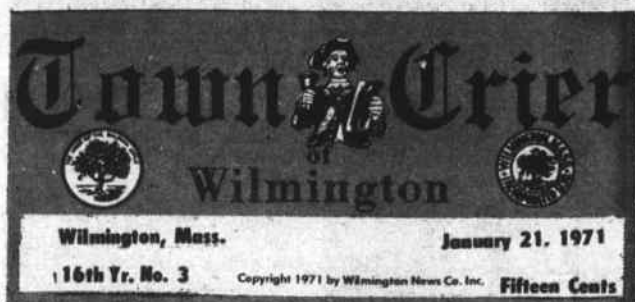 Town Crier
of
Wilmington
Wilmington, Mass. January 21, 1971
16th Yr. No. 3 Copyright 1971 by Wilmington News Co. Inc. Fifteen Cents